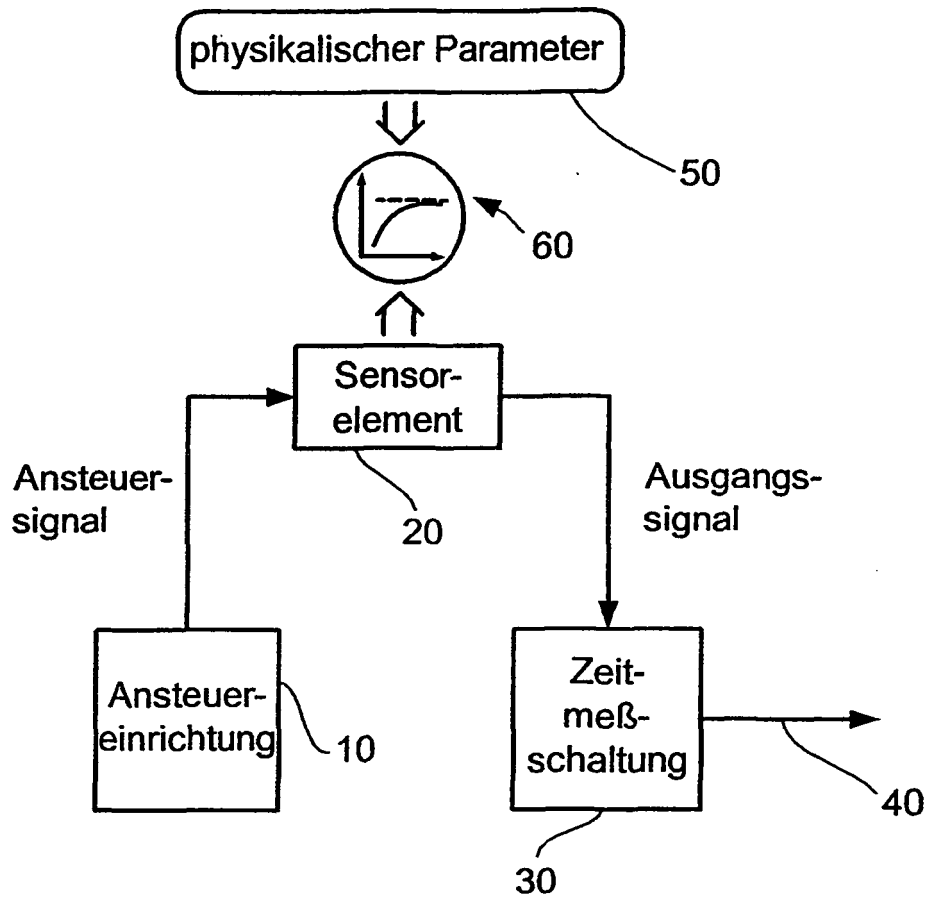 physikalischer Parameter
50
60
Sensor-
element
20
Ansteuer-
signal
Ausgangs-
signal
Ansteuer-
einrichtung
10
Zeit-
meß-
schaltung
40
30